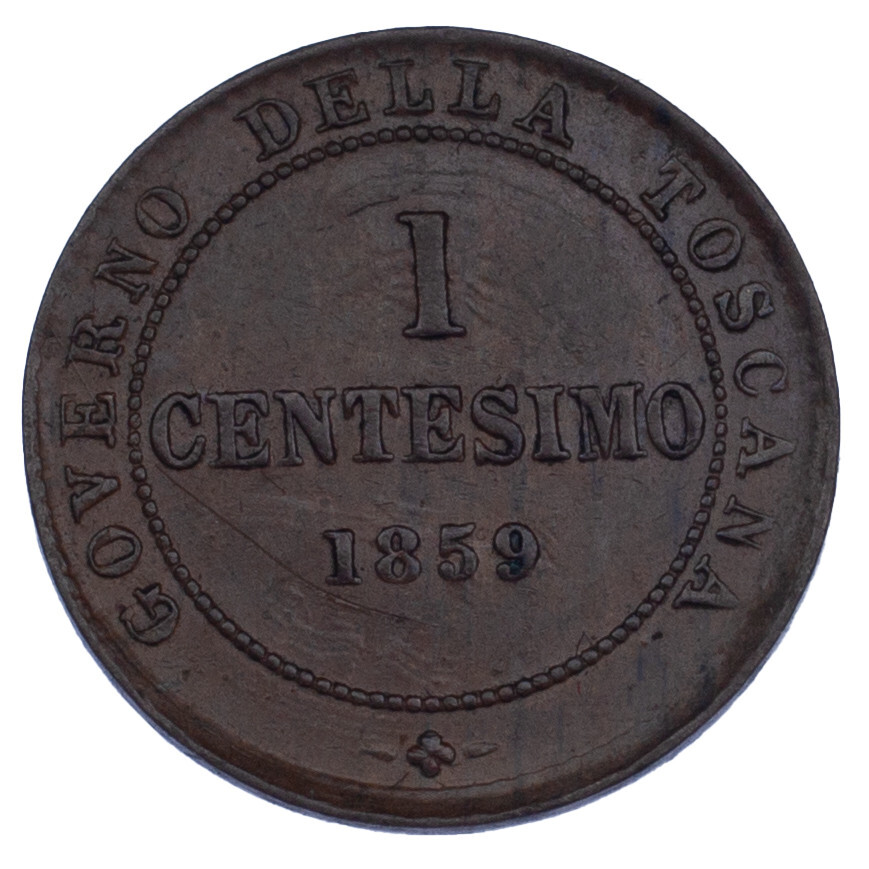 GOVERNO DELLA TOSCANA
1
CENTESIMO
1859